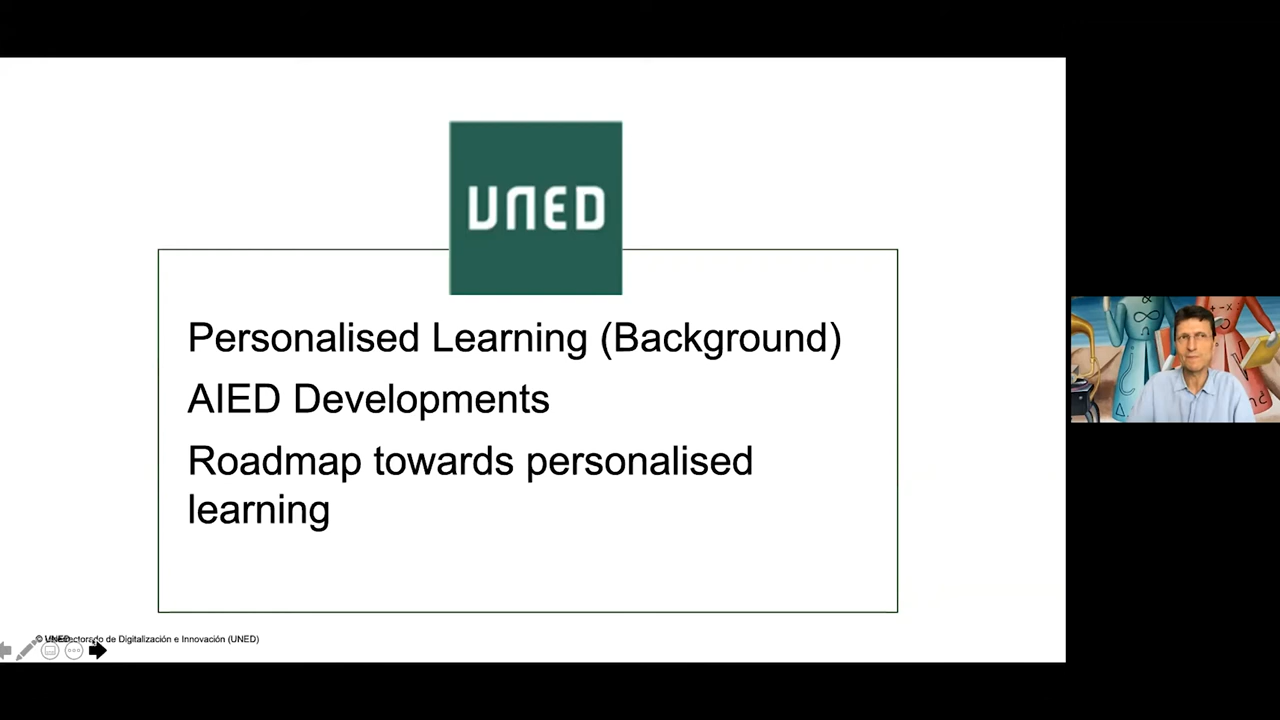 UNED
Personalised Learning (Background)
AIED Developments
Roadmap towards personalised
learning
de Digitalización e Innovación (UNED)